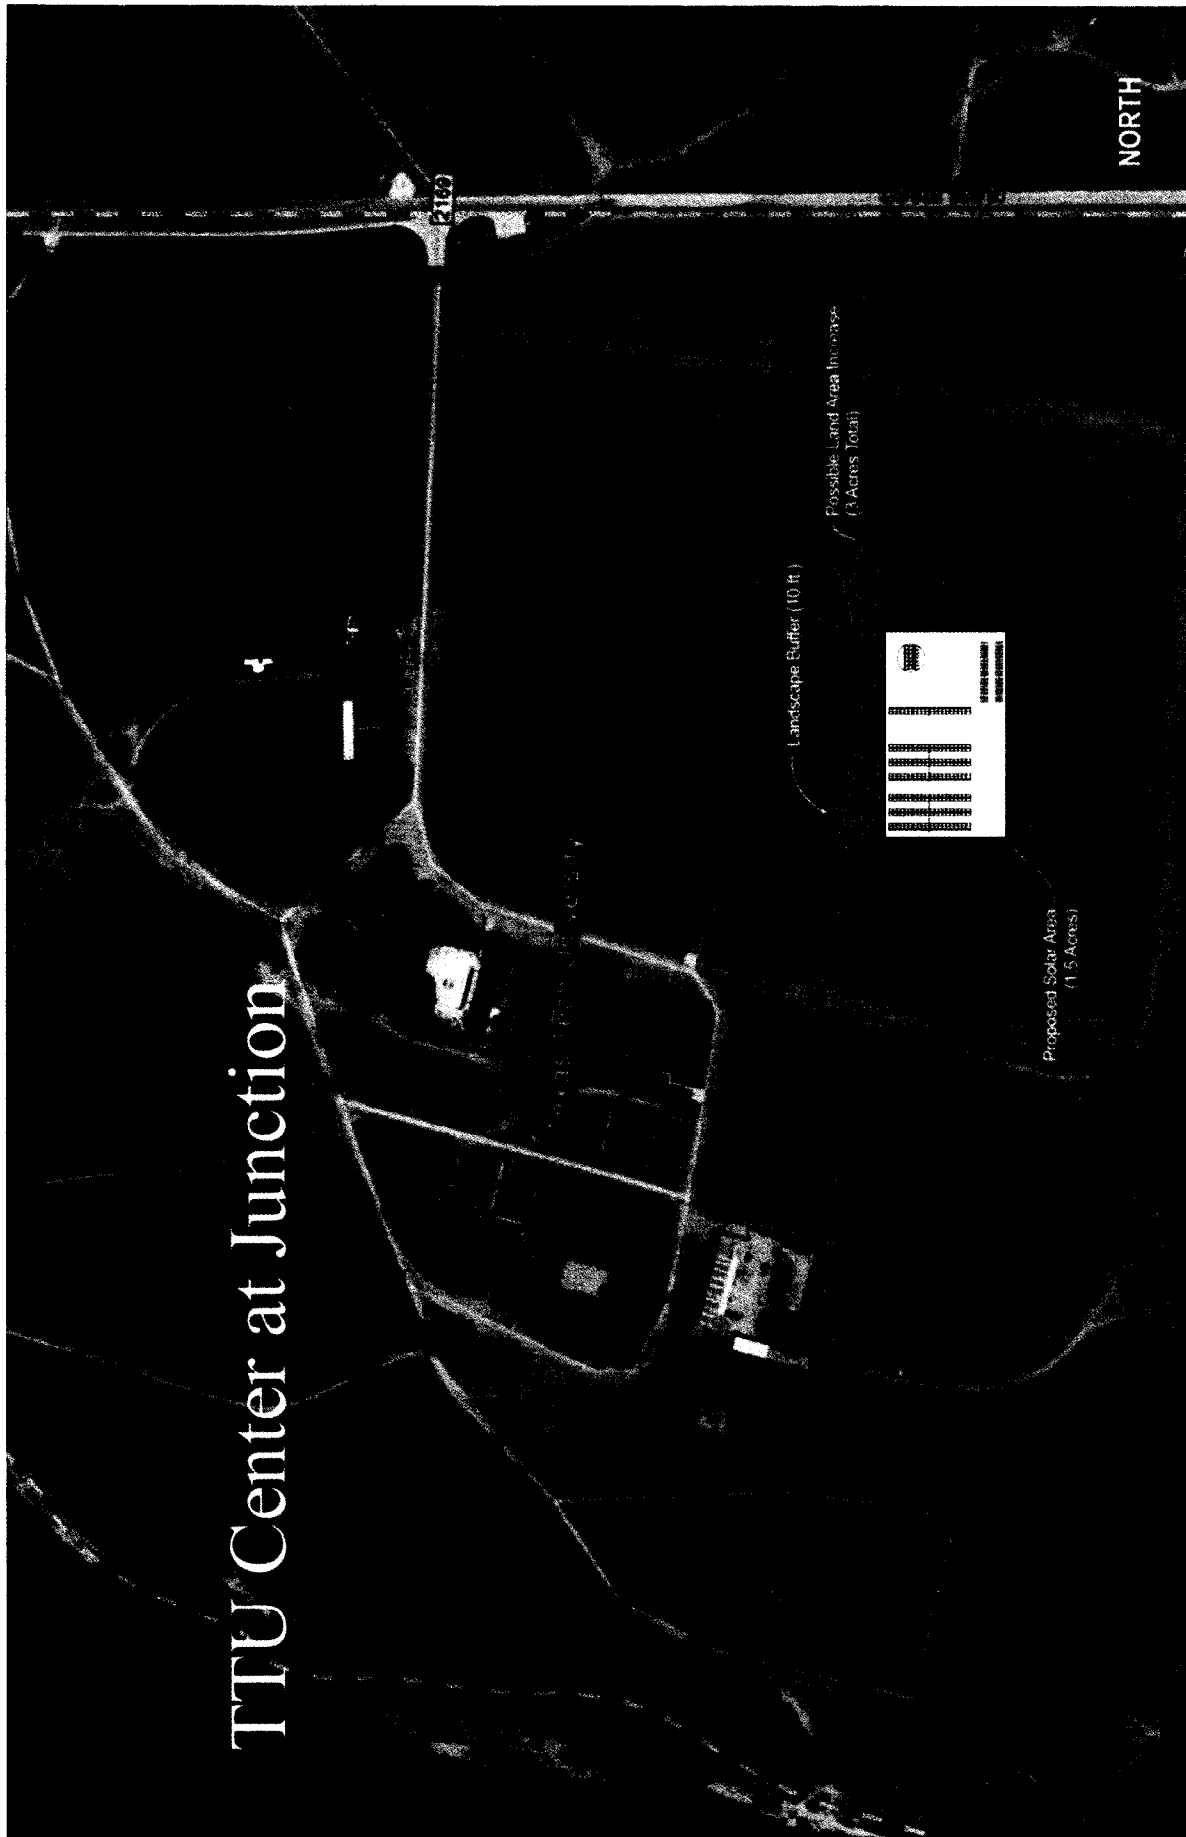 TTU Center at Junction
2169
NORTH
Possible Land Area Increase
(3 Acres Total)
Landscape Buffer (10 ft.)
Proposed Solar Area
(1.5 Acres)